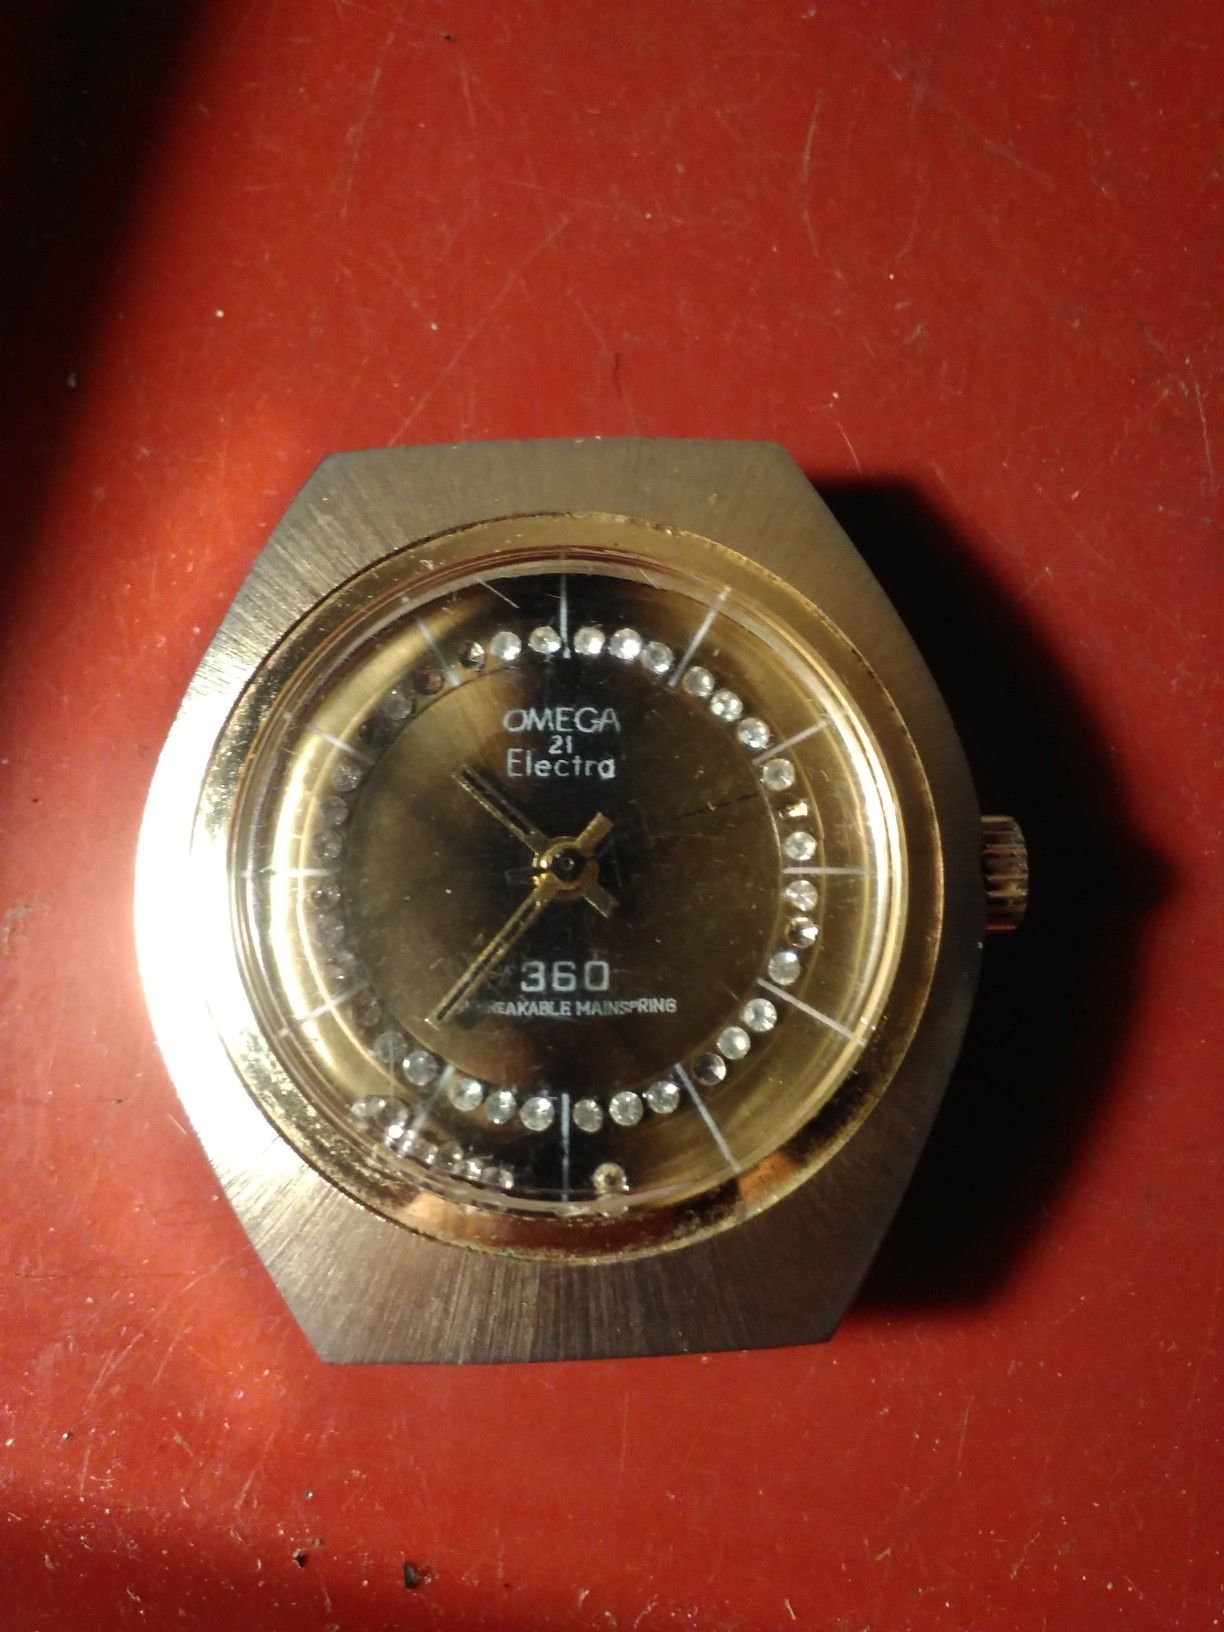 OMEGA
21
Electra
360
MAINSPRING